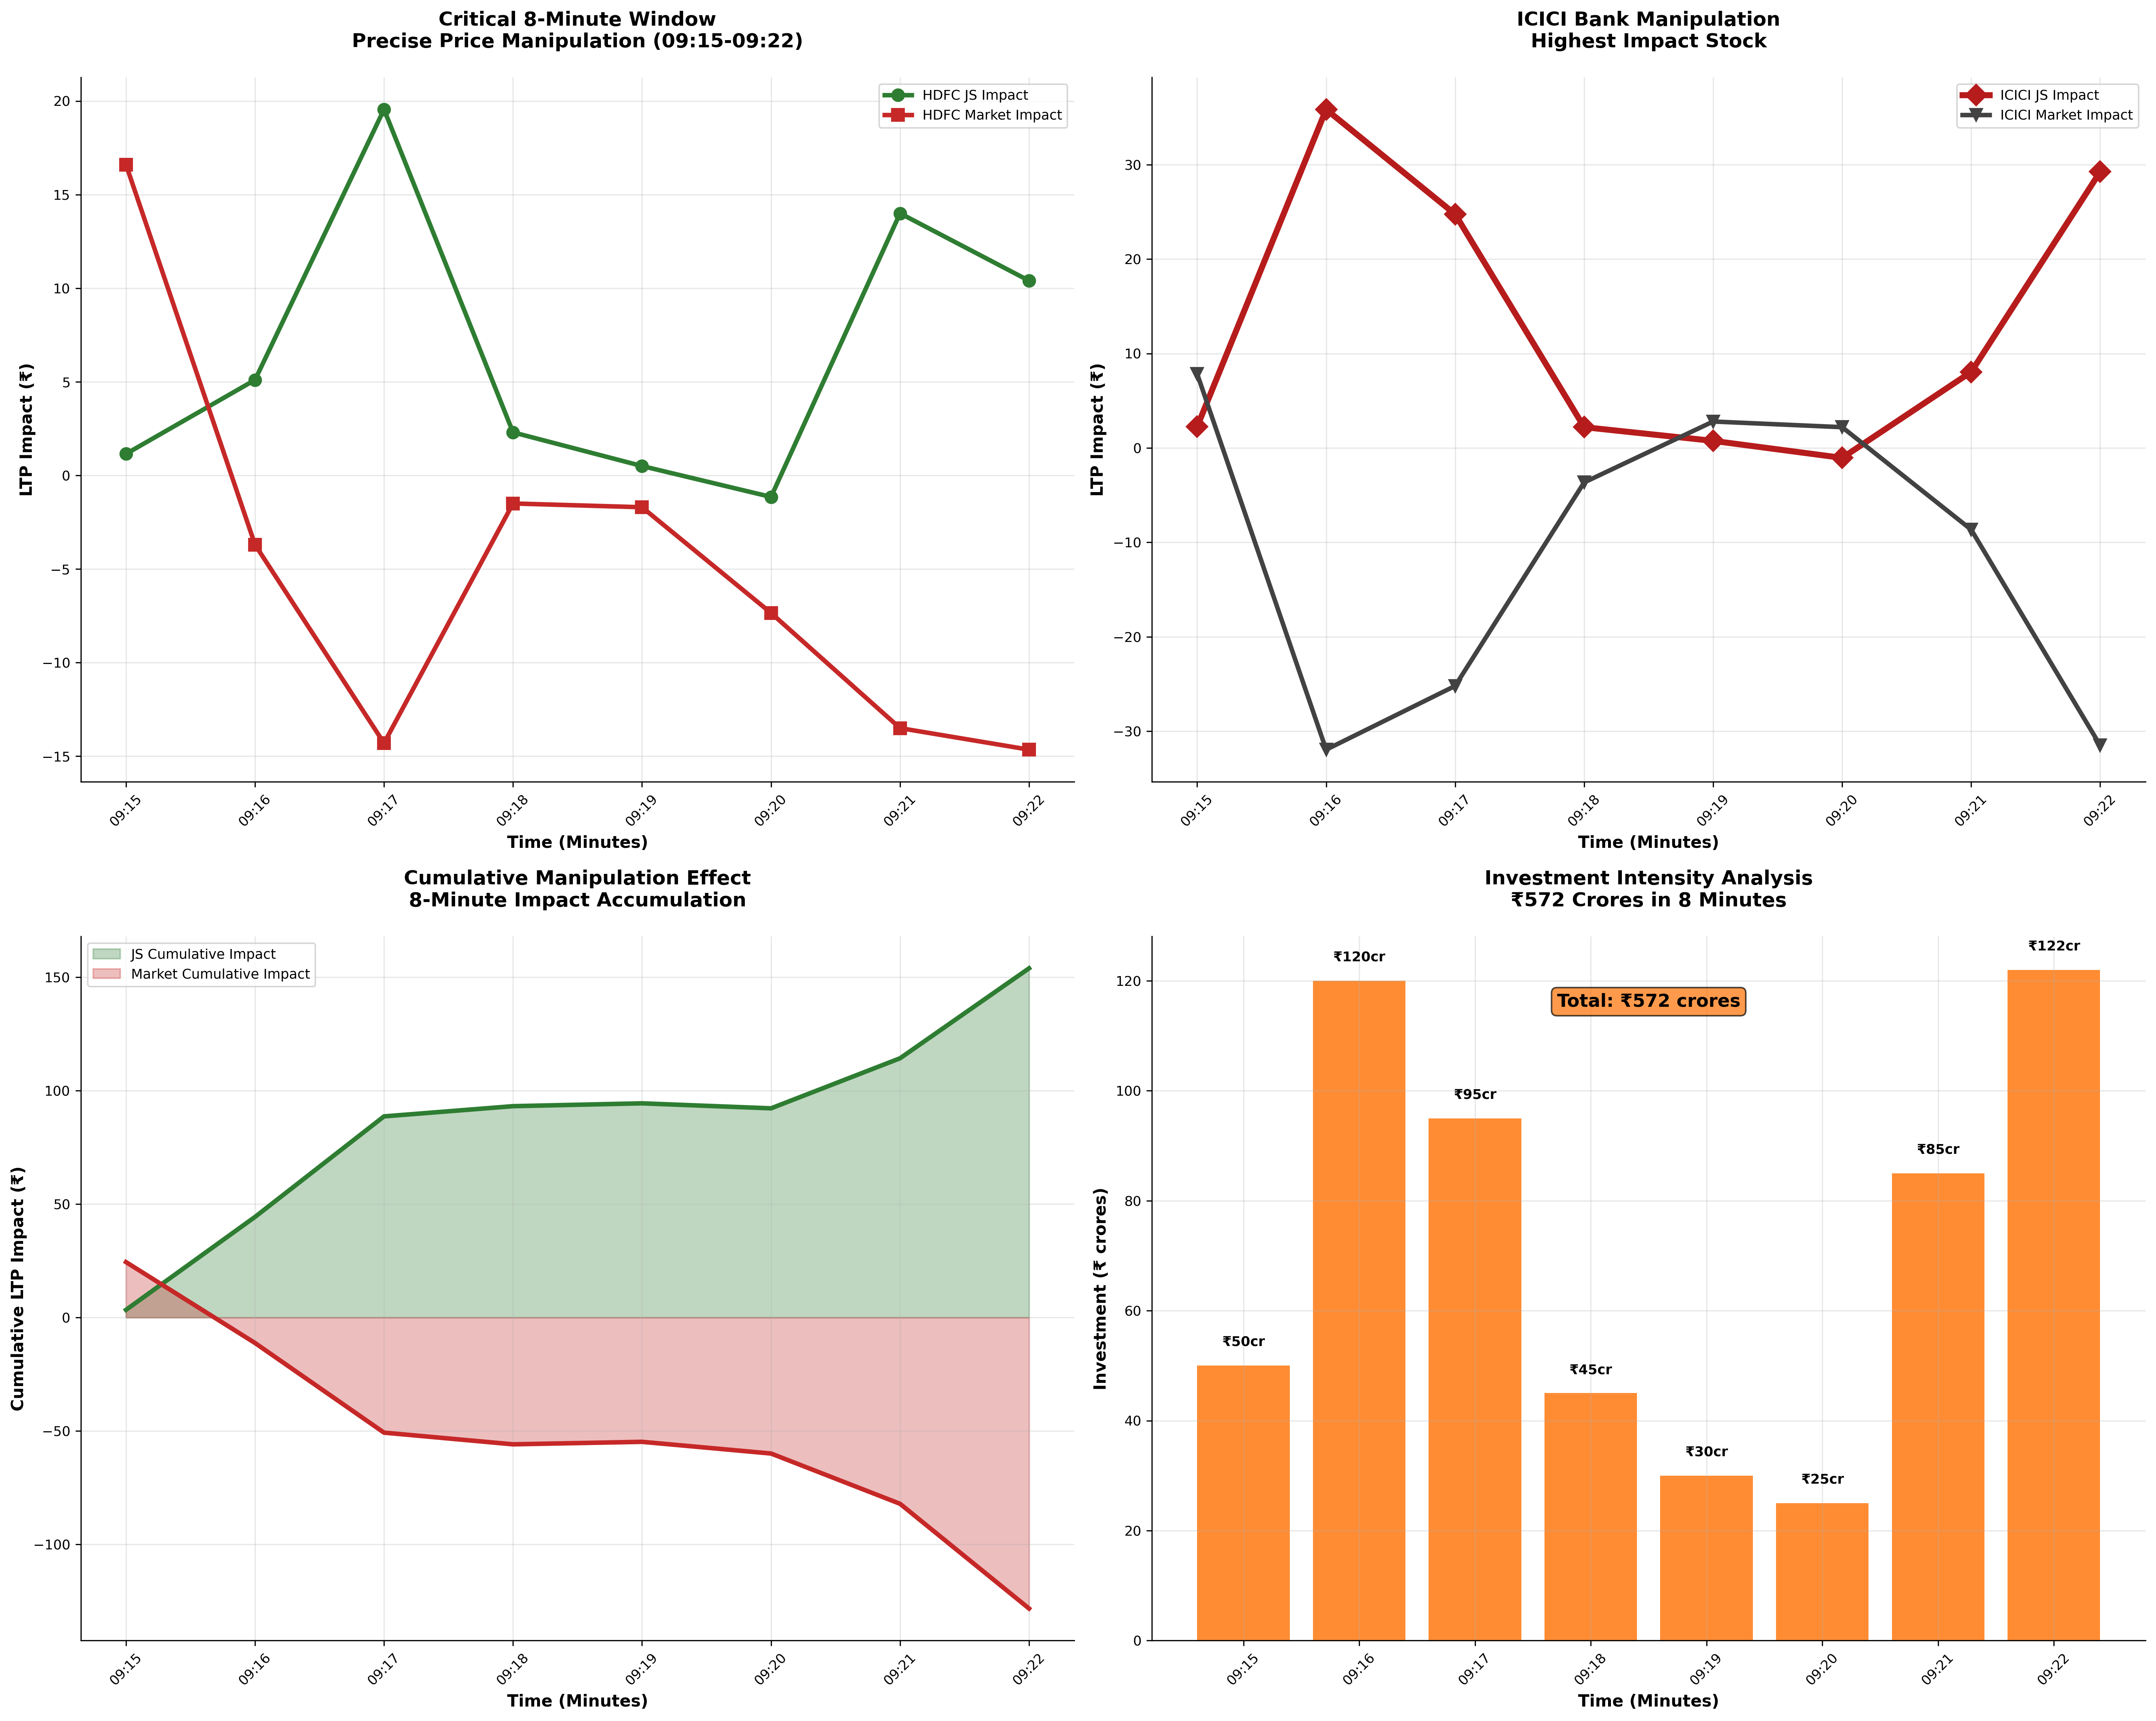 Critical 8-Minute Window
Precise Price Manipulation (09:15-09:22)
HDFC JS Impact
HDFC Market Impact
LTP Impact (₹)
20
15
10
5
0
−5
−10
−15
09:15
09:16
09:17
09:18
09:19
09:20
09:21
09:22
Time (Minutes)
ICICI Bank Manipulation
Highest Impact Stock
ICICI JS Impact
ICICI Market Impact
LTP Impact (₹)
30
20
10
0
−10
−20
−30
09:15
09:16
09:17
09:18
09:19
09:20
09:21
09:22
Time (Minutes)
Cumulative Manipulation Effect
8-Minute Impact Accumulation
JS Cumulative Impact
Market Cumulative Impact
Cumulative LTP Impact (₹)
150
100
50
0
−50
−100
09:15
09:16
09:17
09:18
09:19
09:20
09:21
09:22
Time (Minutes)
Investment Intensity Analysis
₹572 Crores in 8 Minutes
Total: ₹572 crores
Investment (₹ crores)
120
100
80
60
40
20
0
₹50cr
₹120cr
₹95cr
₹45cr
₹30cr
₹25cr
₹85cr
₹122cr
09:15
09:16
09:17
09:18
09:19
09:20
09:21
09:22
Time (Minutes)